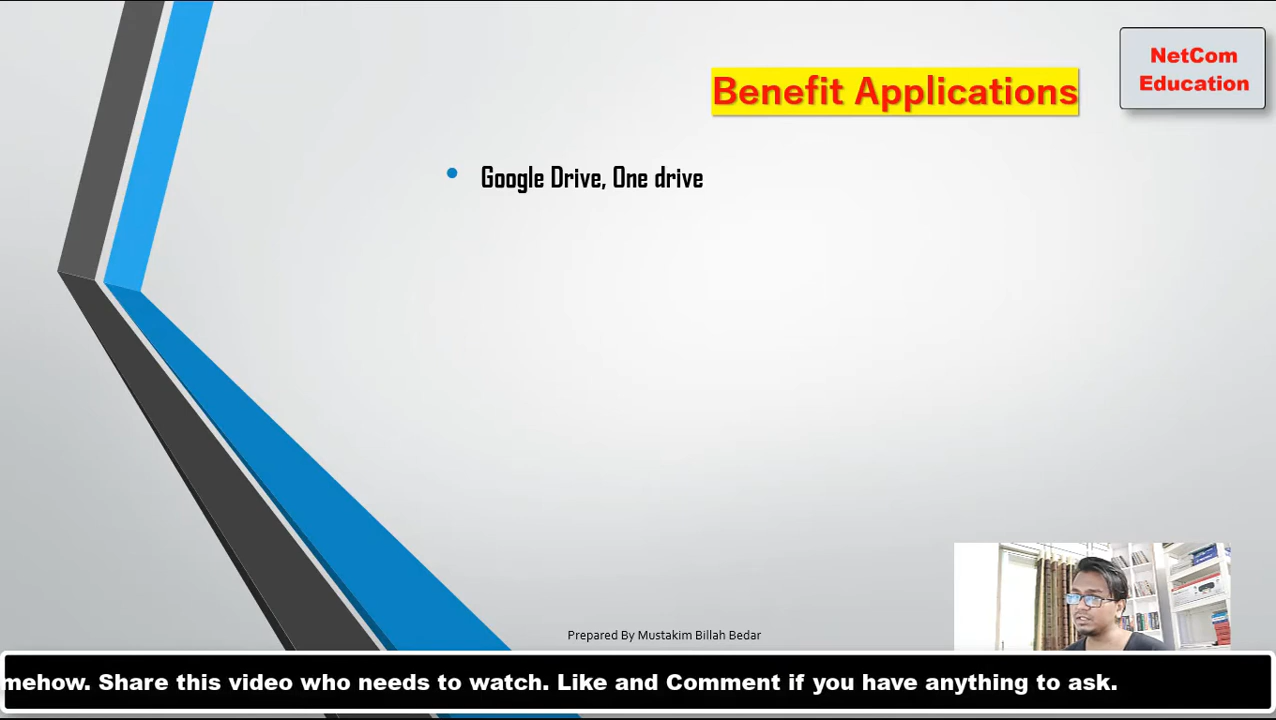 NetCom
Education
Benefit Applications
Google Drive, One drive
Prepared By Mustakim Billah Bedar
mehow. Share this video who needs to watch. Like and Comment if you have anything to ask.